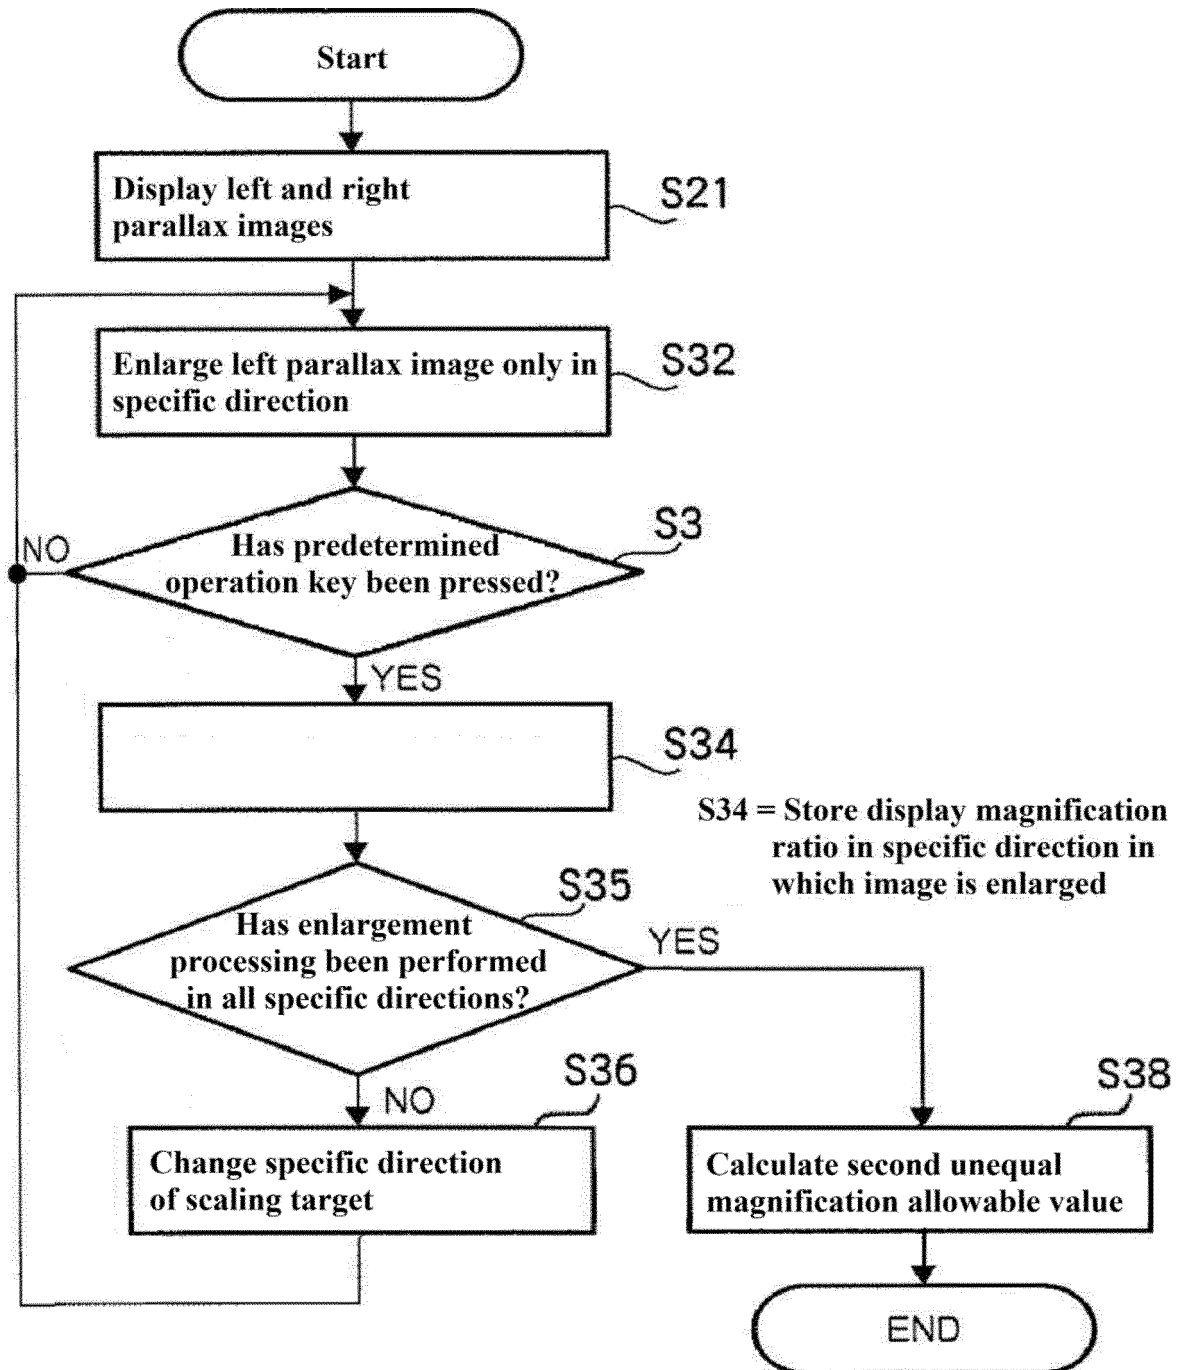 Start
Display left and right
parallax images
S21
Enlarge left parallax image only in
specific direction
S32
Has predetermined
operation key been pressed?
S3
NO
YES
S34
S34 = Store display magnification
ratio in specific direction in
which image is enlarged
Has enlargement
processing been performed
in all specific directions?
S35
YES
NO
S36
Change specific direction
of scaling target
S38
Calculate second unequal
magnification allowable value
END